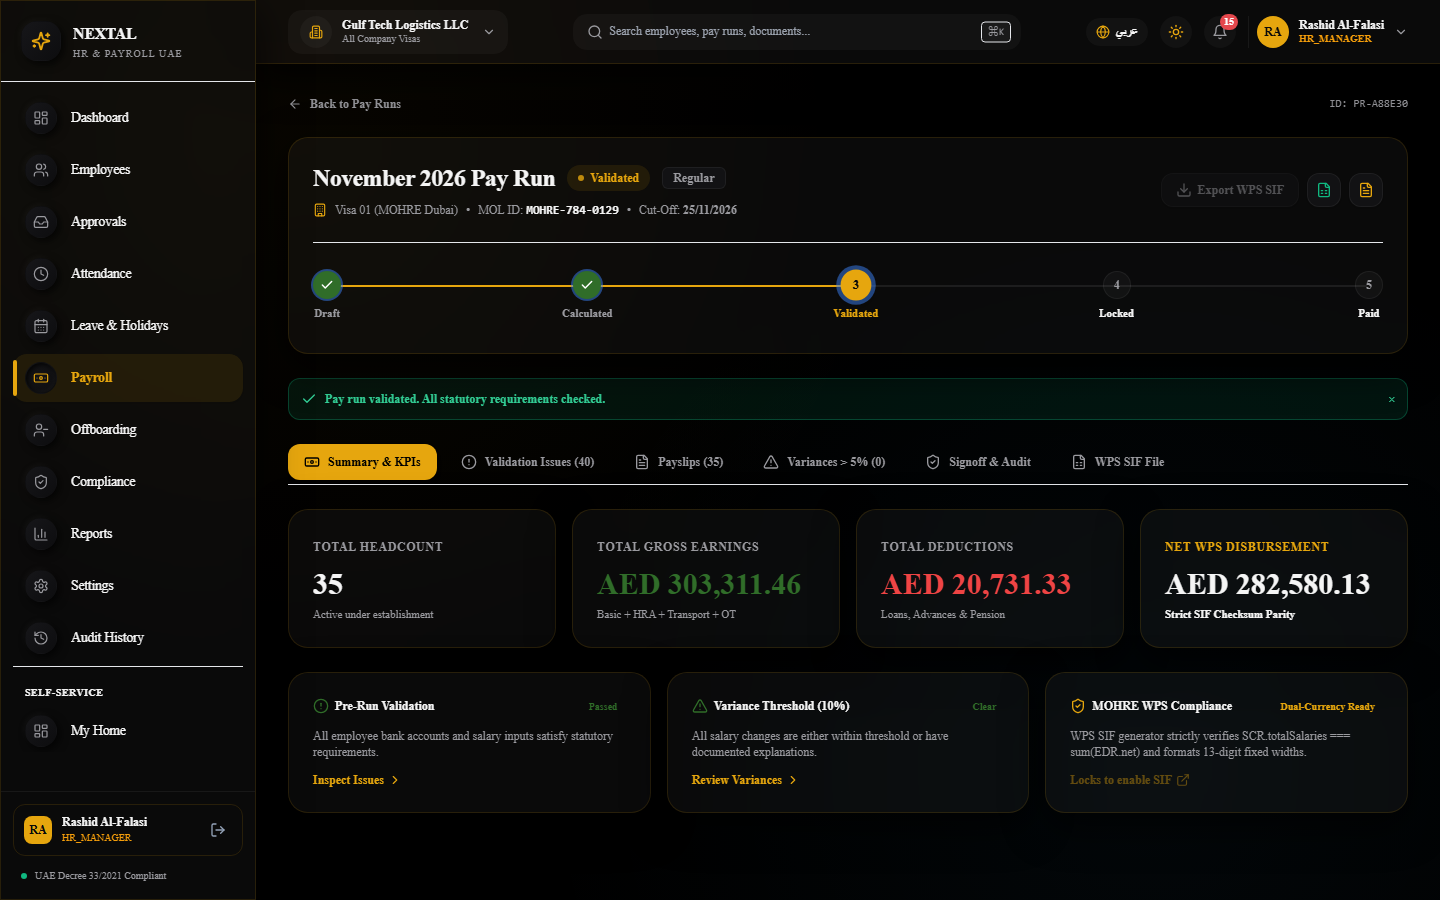 NEXTAL
HR & PAYROLL UAE
Gulf Tech Logistics LLC
All Company Visas
Search employees, pay runs, documents...
⌘K
عربي
15
RA
Rashid Al-Falasi
HR_MANAGER
Dashboard
Employees
Approvals
Attendance
Leave & Holidays
Payroll
Offboarding
Compliance
Reports
Settings
Audit History
SELF-SERVICE
My Home
RA
Rashid Al-Falasi
HR_MANAGER
UAE Decree 33/2021 Compliant
Back to Pay Runs
ID: PR-A88E30
November 2026 Pay Run
Validated
Regular
Export WPS SIF
Visa 01 (MOHRE Dubai) • MOL ID: MOHRE-784-0129 • Cut-Off: 25/11/2026
3
4
5
Draft
Calculated
Validated
Locked
Paid
Pay run validated. All statutory requirements checked.
×
Summary & KPIs
Validation Issues (40)
Payslips (35)
Variances > 5% (0)
Signoff & Audit
WPS SIF File
TOTAL HEADCOUNT
35
Active under establishment
TOTAL GROSS EARNINGS
AED 303,311.46
Basic + HRA + Transport + OT
TOTAL DEDUCTIONS
AED 20,731.33
Loans, Advances & Pension
NET WPS DISBURSEMENT
AED 282,580.13
Strict SIF Checksum Parity
Pre-Run Validation
Passed
All employee bank accounts and salary inputs satisfy statutory
requirements.
Inspect Issues
Variance Threshold (10%)
Clear
All salary changes are either within threshold or have
documented explanations.
Review Variances
MOHRE WPS Compliance
Dual-Currency Ready
WPS SIF generator strictly verifies SCR.totalSalaries ===
sum(EDR.net) and formats 13-digit fixed widths.
Locks to enable SIF